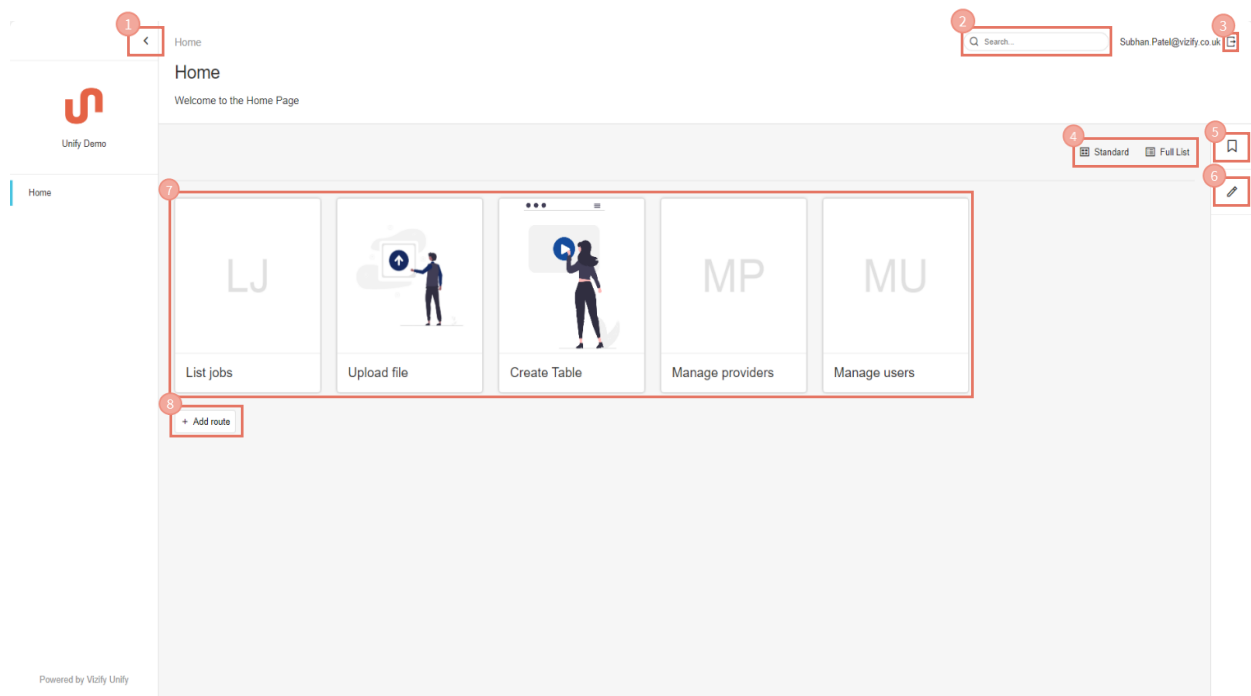 1
2
3
Home
Search...
Subhan.Patel@vizify.co.uk
Home
Welcome to the Home Page
Unify Demo
4
Standard
Full List
5
6
Home
7
LJ
MP
MU
List jobs
Upload file
Create Table
Manage providers
Manage users
8
+ Add route
Powered by Vizify Unify